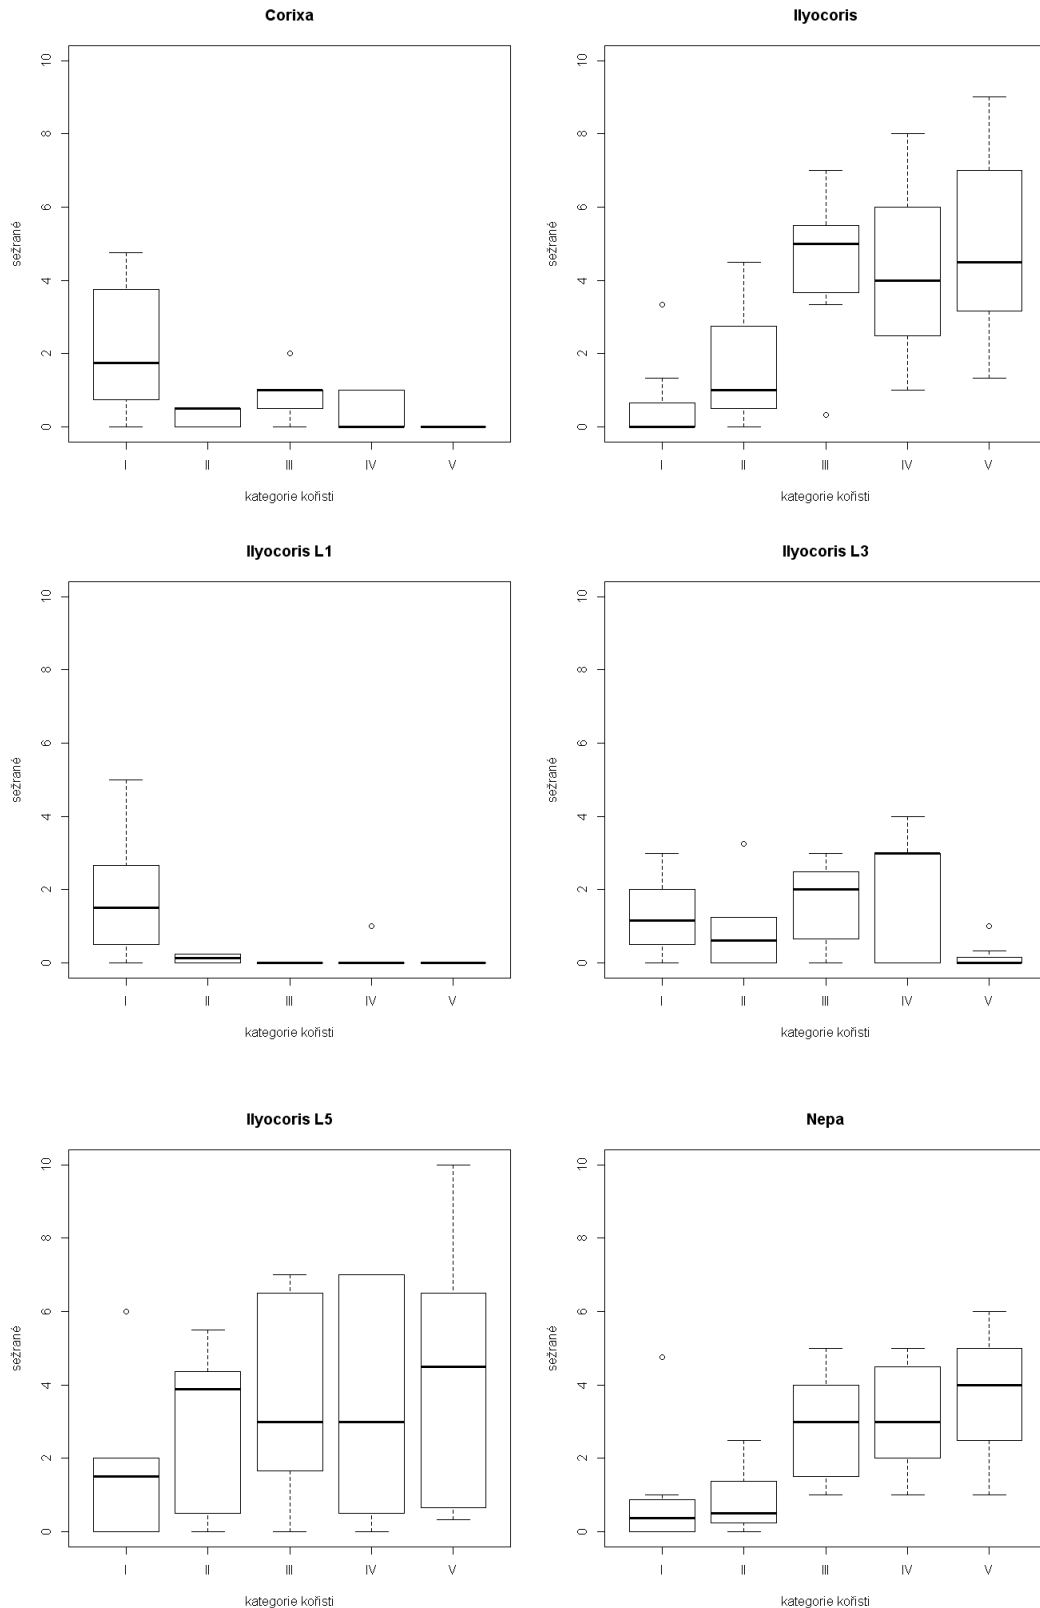 Corixa
10
8
6
4
2
0
sežrané
I
II
III
IV
V
kategorie kořisti
Ilyocoris
10
8
6
4
2
0
sežrané
I
II
III
IV
V
kategorie kořisti
Ilyocoris L1
10
8
6
4
2
0
sežrané
I
II
III
IV
V
kategorie kořisti
Ilyocoris L3
10
8
6
4
2
0
sežrané
I
II
III
IV
V
kategorie kořisti
Ilyocoris L5
10
8
6
4
2
0
sežrané
I
II
III
IV
V
kategorie kořisti
Nepa
10
8
6
4
2
0
sežrané
I
II
III
IV
V
kategorie kořisti